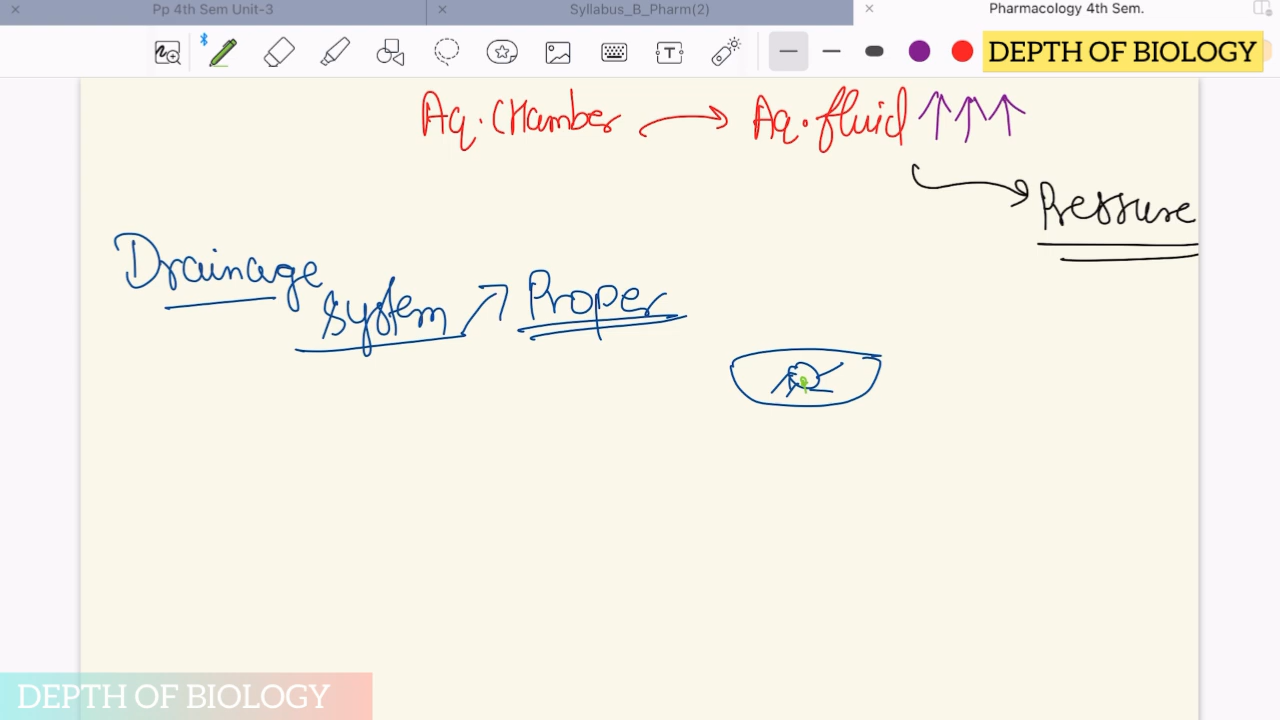 Pp 4th Sem Unit-3
Syllabus_B_Pharm(2)
Pharmacology 4th Sem.
DEPTH OF BIOLOGY
Aq. Chamber → Aq. fluid ↑↑↑
Pressure
Drainage
system → Proper
DEPTH OF BIOLOGY